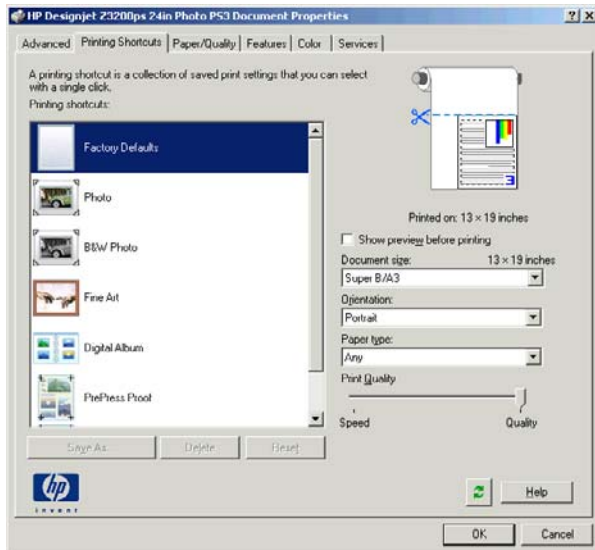 HP Designjet Z3200ps 24in Photo PS3 Document Properties
Advanced Printing Shortcuts Paper/Quality Features Color Services
A printing shortcut is a collection of saved print settings that you can select
with a single click.
Printing shortcuts:
Factory Defaults
Photo
B&W Photo
Fine Art
Digital Album
PrePress Proof
Save As... Delete Reset
3
Printed on: 13 × 19 inches
Show preview before printing
Document size: 13 × 19 inches
Super B/A3
Orientation:
Portrait
Paper type:
Any
Print Quality
Speed Quality
hp
invent
Help
OK Cancel